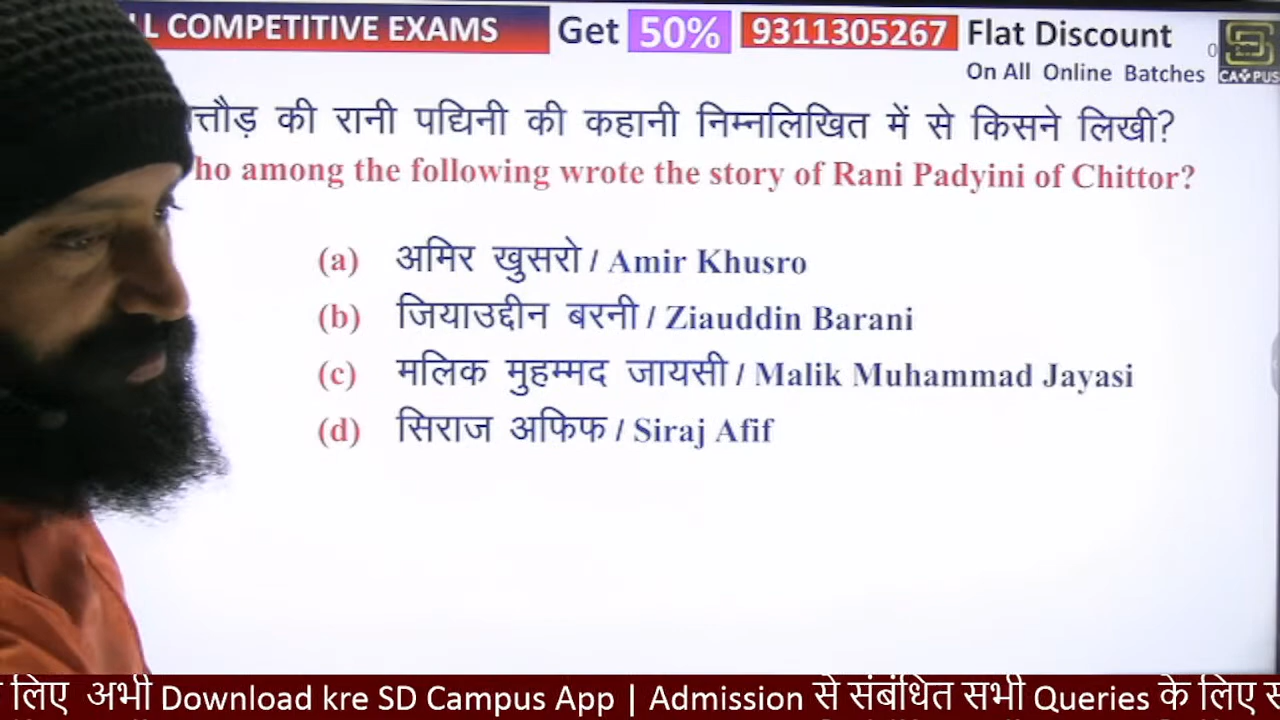 LL COMPETITIVE EXAMS Get 50% 9311305267 Flat Discount
On All Online Batches CAMPUS
त्तौड़ की रानी पद्यिनी की कहानी निम्नलिखित में से किसने लिखी?
ho among the following wrote the story of Rani Padyini of Chittor?
(a) अमिर खुसरो / Amir Khusro
(b) जियाउद्दीन बरनी / Ziauddin Barani
(c) मलिक मुहम्मद जायसी / Malik Muhammad Jayasi
(d) सिराज अफिफ / Siraj Afif
लिए अभी Download kre SD Campus App | Admission से संबंधित सभी Queries के लिए